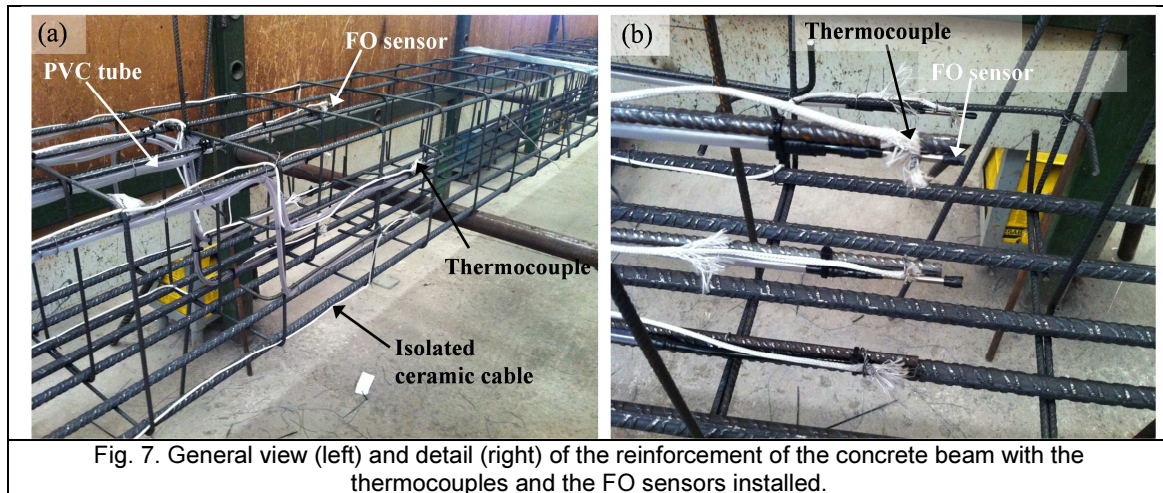 (a)
FO sensor
PVC tube
Thermocouple
Isolated
ceramic cable
(b)
Thermocouple
FO sensor
Fig. 7. General view (left) and detail (right) of the reinforcement of the concrete beam with the
thermocouples and the FO sensors installed.